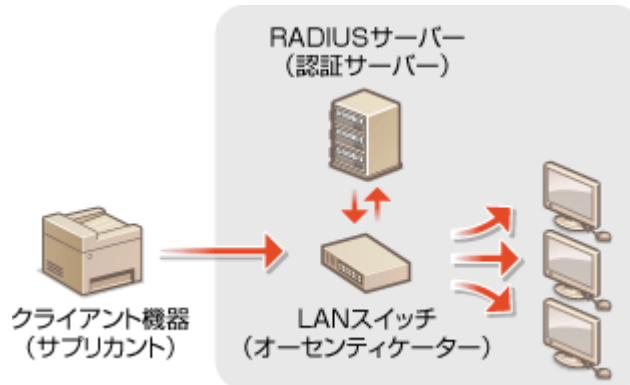 RADIUSサーバー
（認証サーバー）
クライアント機器
（サプリカント）
LANスイッチ
（オーセンティケーター）